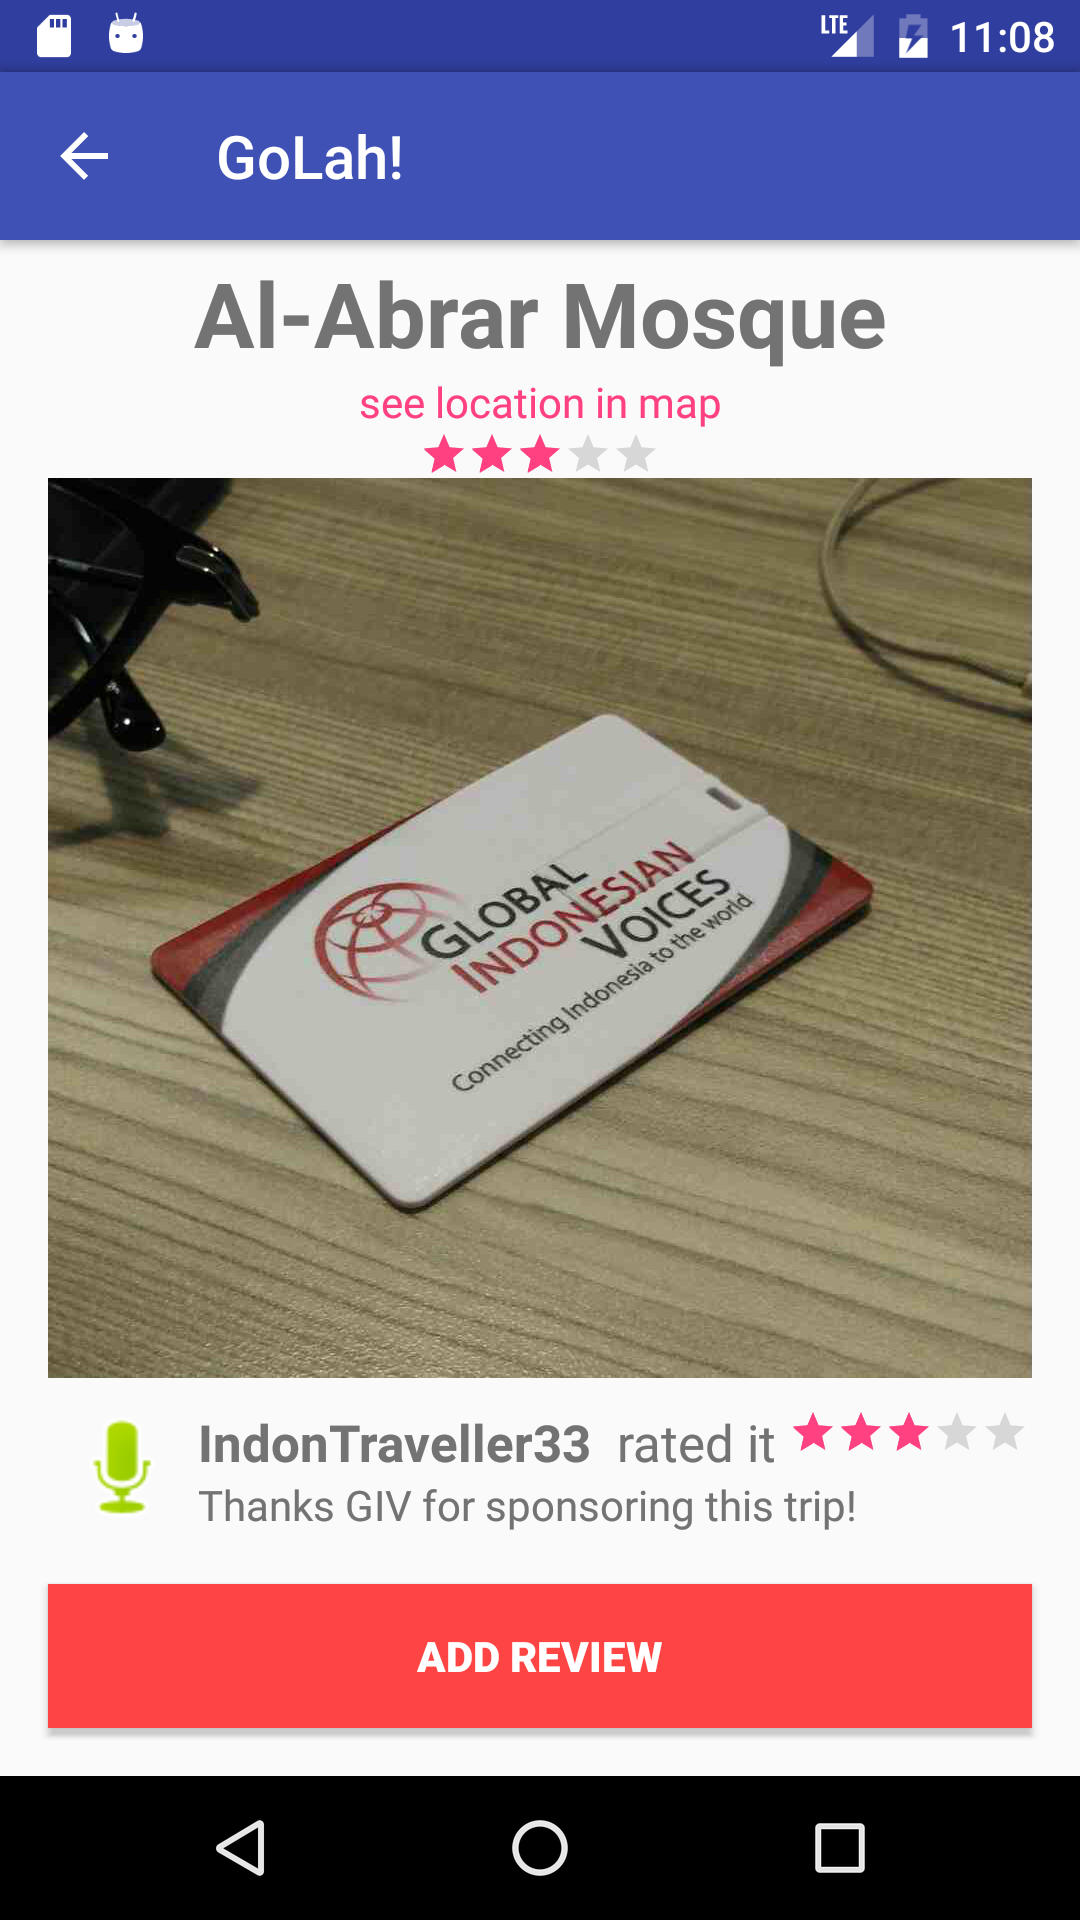 LTE 11:08
GoLah!
Al-Abrar Mosque
see location in map
GLOBAL
INDONESIAN
VOICES
Connecting Indonesia to the world
IndonTraveller33 rated it
Thanks GIV for sponsoring this trip!
ADD REVIEW